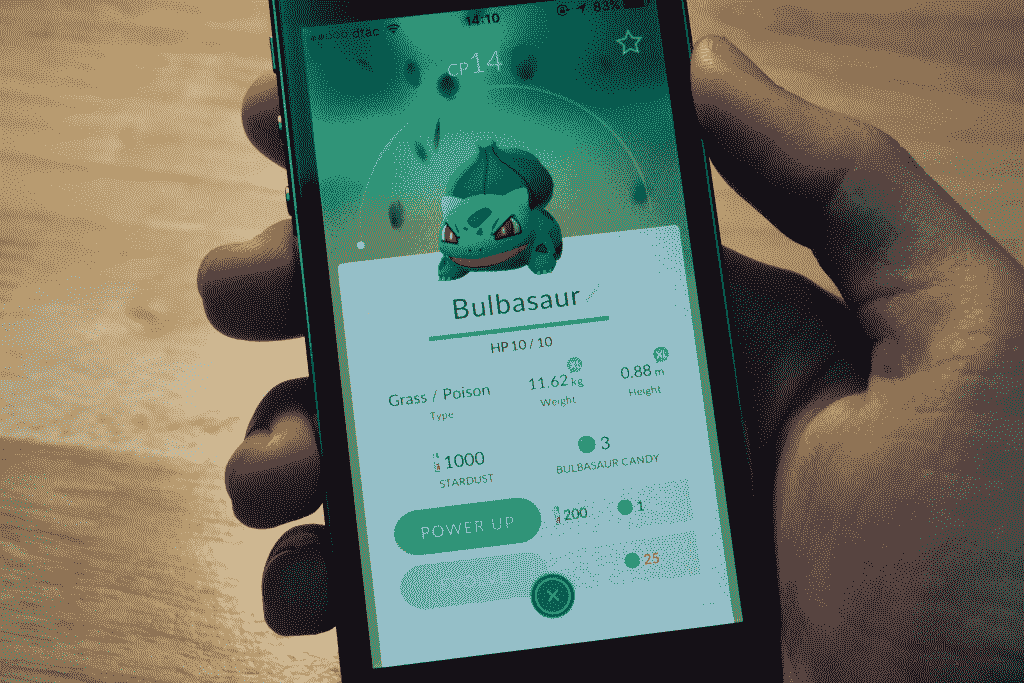 dtac 14:10 83%
CP14
Bulbasaur
HP 10 / 10
XL XL
Grass / Poison 11.62 kg 0.88 m
Type Weight Height
1000 3
STARDUST BULBASAUR CANDY
POWER UP 200 1
25